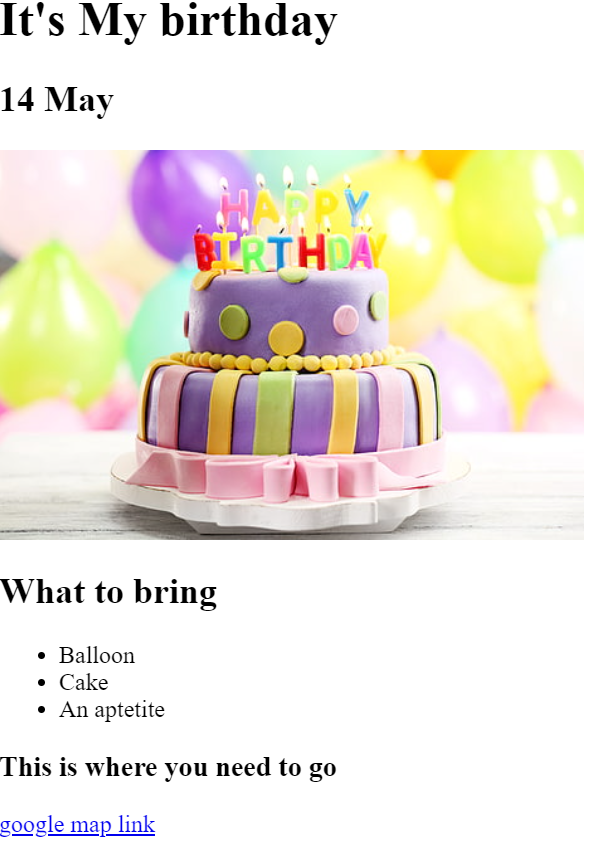 It's My birthday
14 May
HAPPY
BIRTHDAY
What to bring
Balloon
Cake
An aptetite
This is where you need to go
google map link